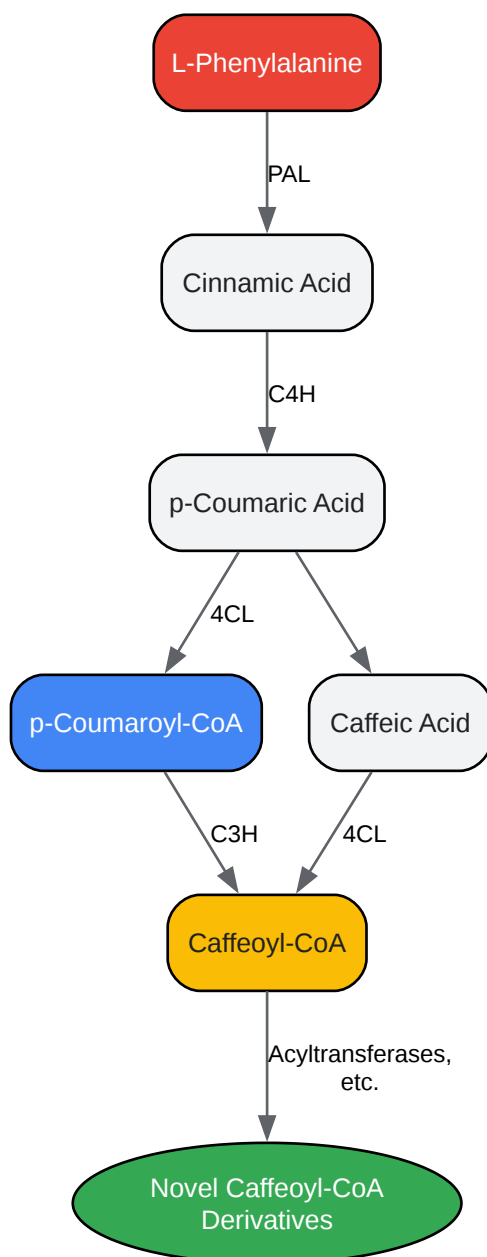 L-Phenylalanine
PAL
Cinnamic Acid
C4H
p-Coumaric Acid
4CL
p-Coumaroyl-CoA
Caffeic Acid
C3H
4CL
Caffeoyl-CoA
Acyltransferases,
etc.
Novel Caffeoyl-CoA
Derivatives